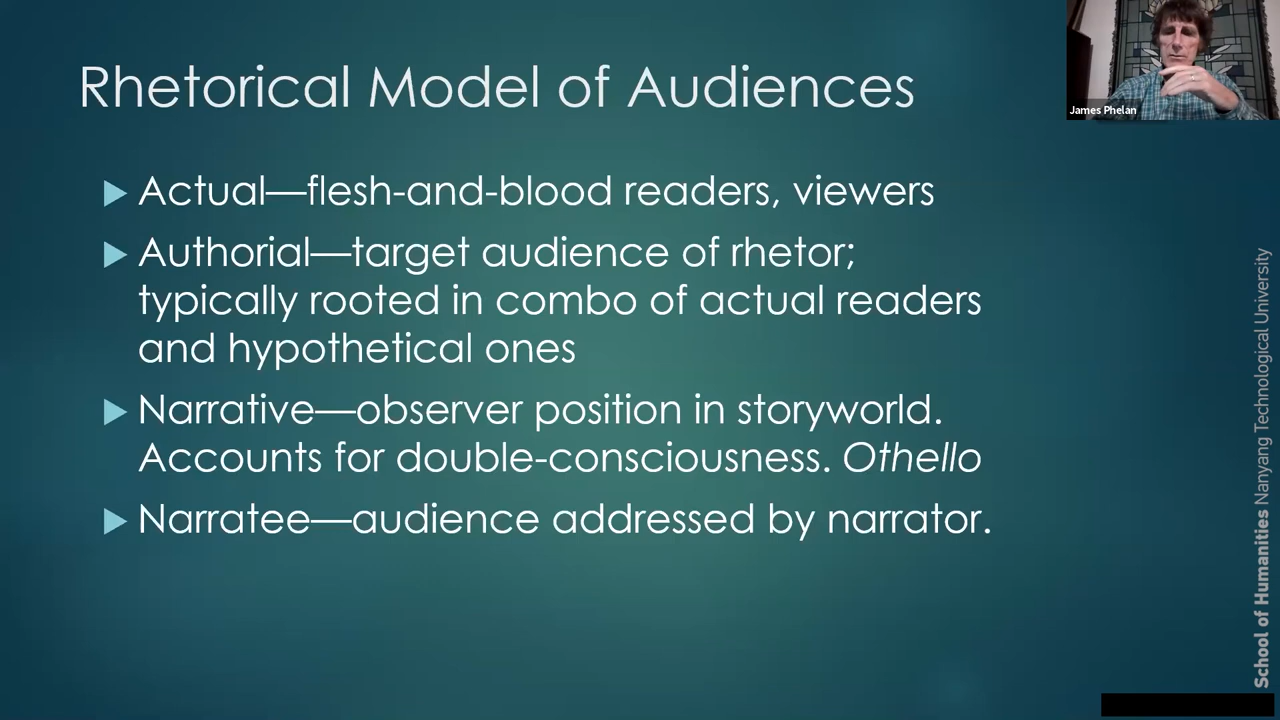 Rhetorical Model of Audiences
James Phelan
Actual—flesh-and-blood readers, viewers
Authorial—target audience of rhetor;
typically rooted in combo of actual readers
and hypothetical ones
Narrative—observer position in storyworld.
Accounts for double-consciousness. Othello
Narratee—audience addressed by narrator.
School of Humanities Nanyang Technological University